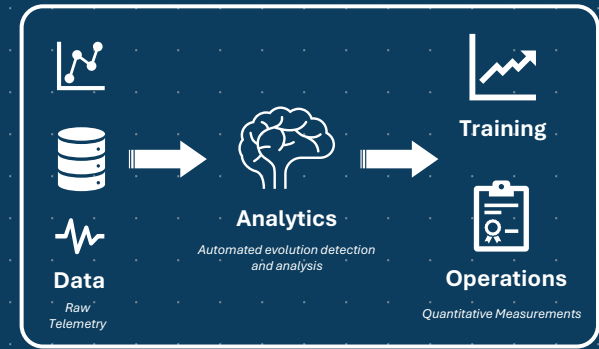 Data
Raw
Telemetry
Analytics
Automated evolution detection
and analysis
Training
Operations
Quantitative Measurements